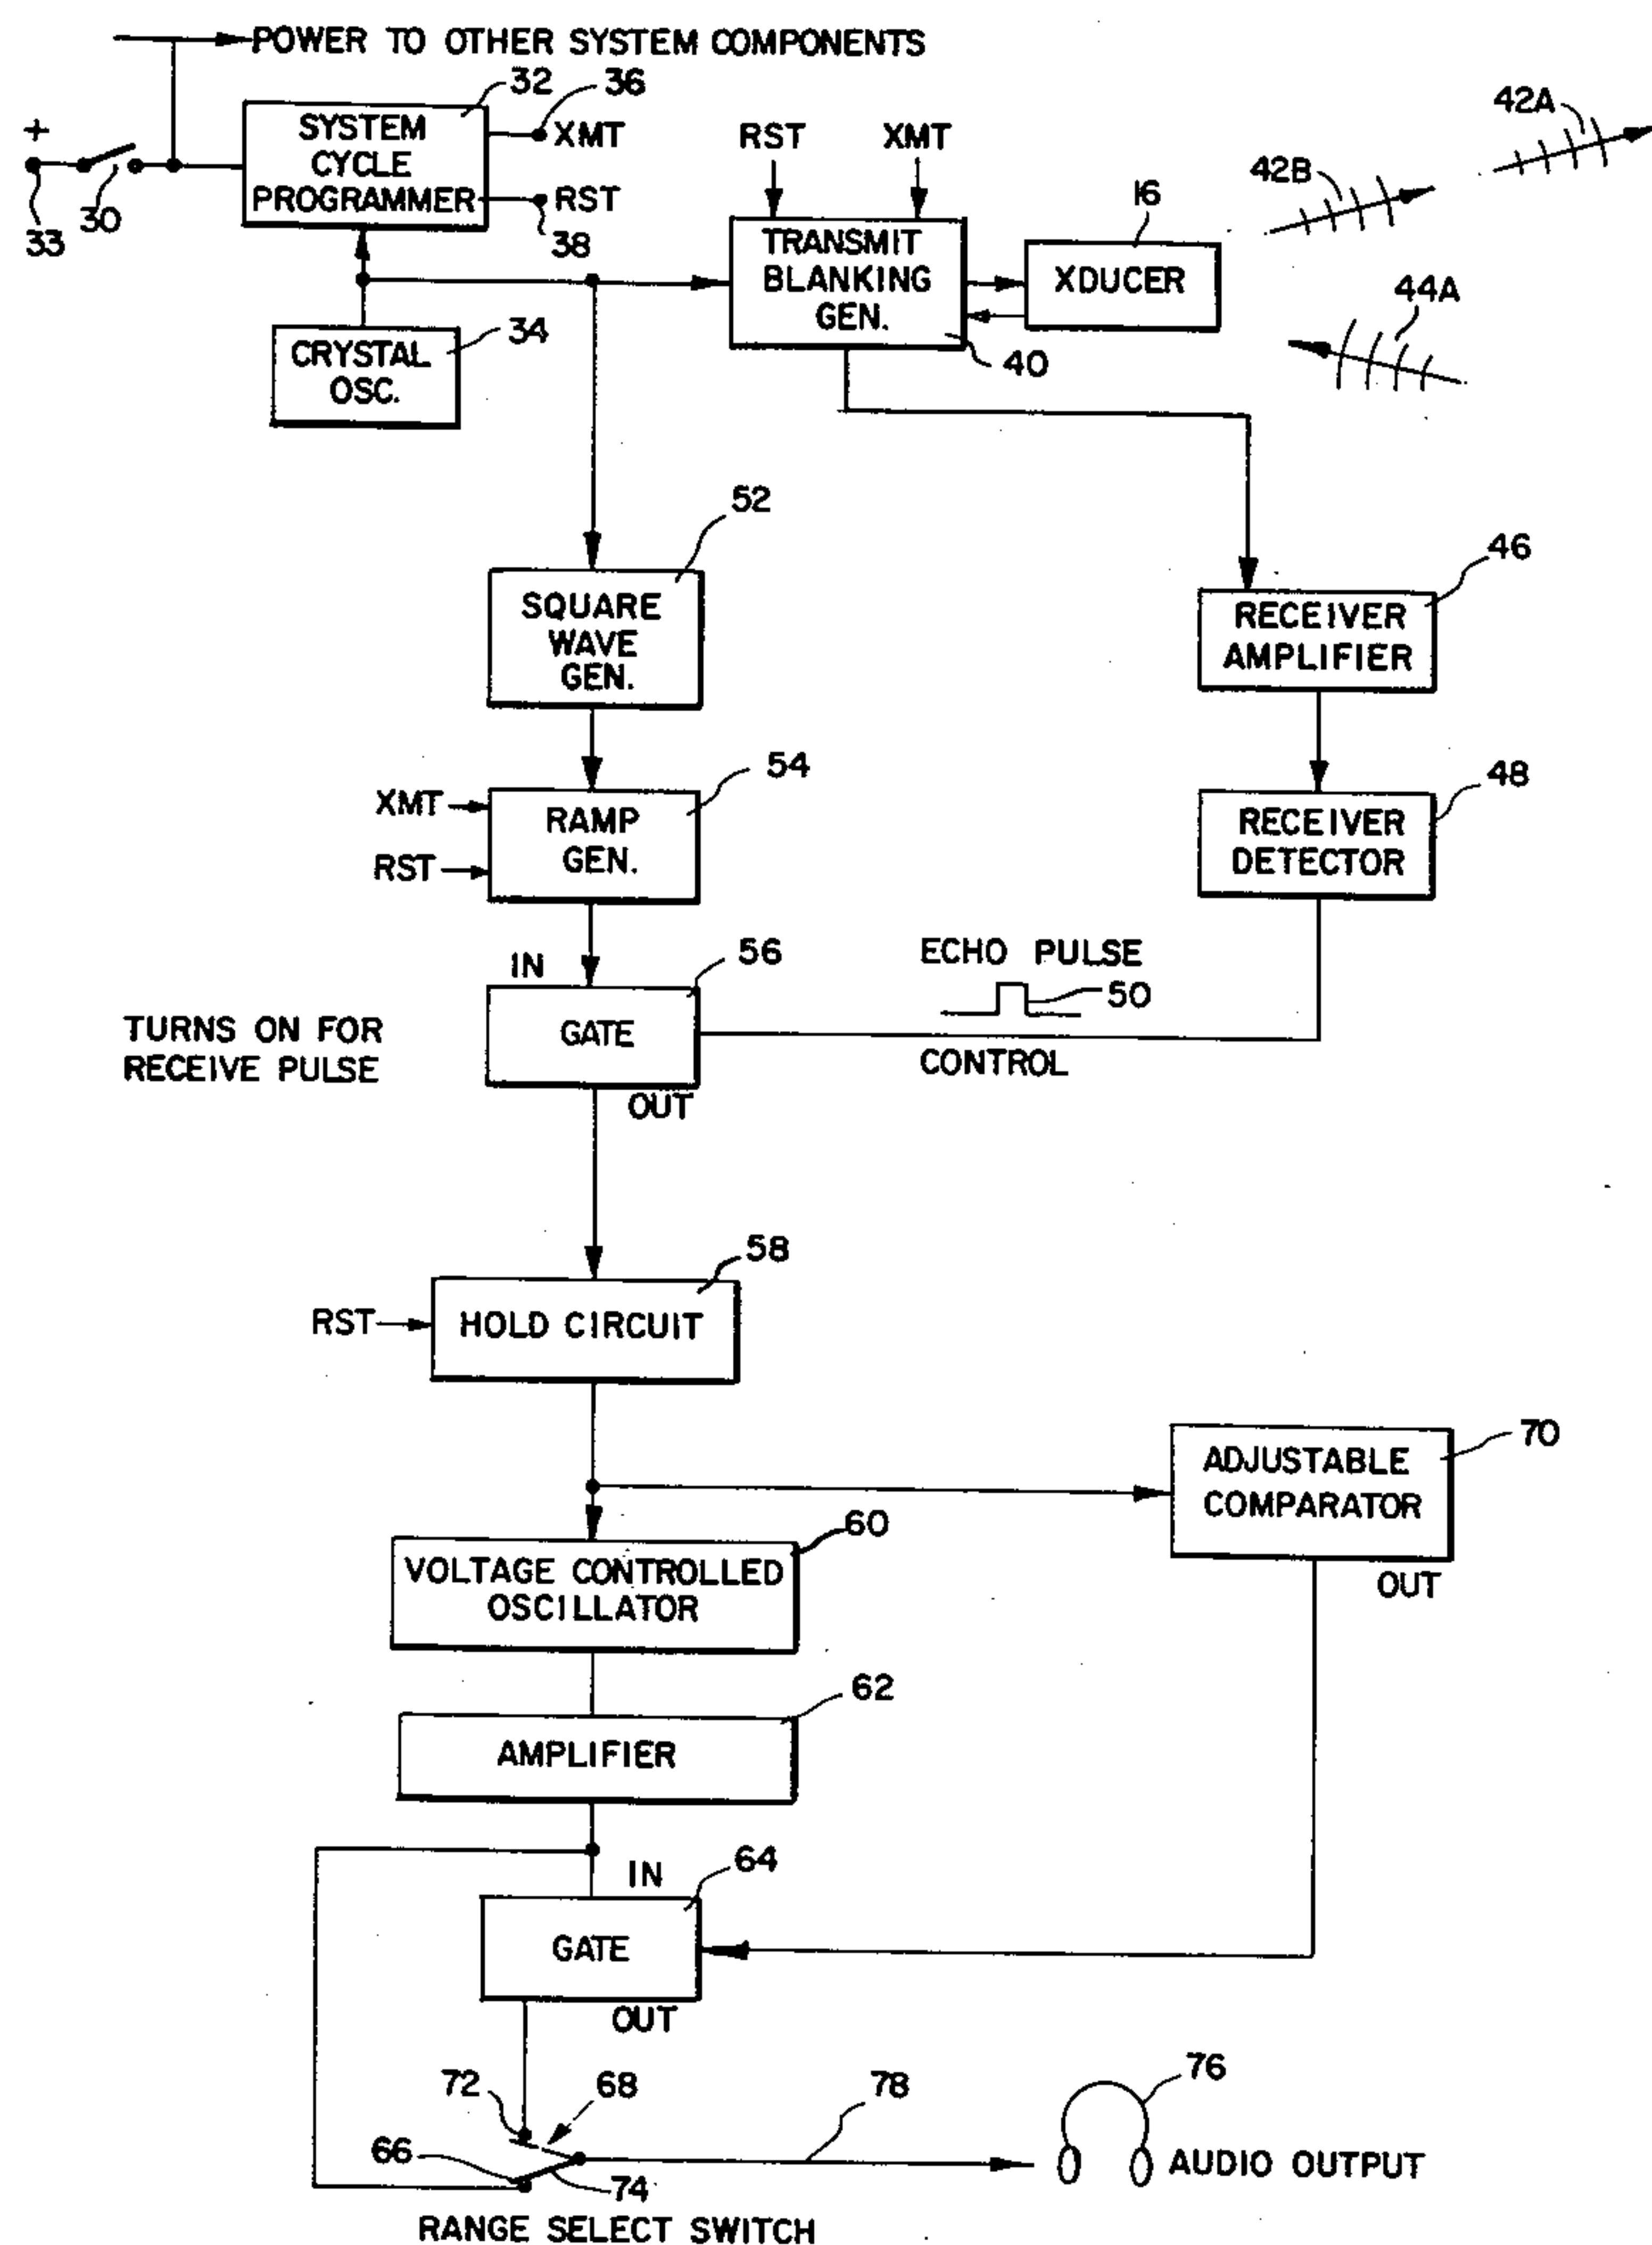 POWER TO OTHER SYSTEM COMPONENTS
32
36
+
SYSTEM
CYCLE
PROGRAMMER
XMT
RST
38
33
30
RST
XMT
42A
42B
16
TRANSMIT
BLANKING
GEN.
XDUCER
44A
40
CRYSTAL
OSC.
34
52
SQUARE
WAVE
GEN.
46
RECEIVER
AMPLIFIER
54
XMT
RST
RAMP
GEN.
48
RECEIVER
DETECTOR
IN
56
ECHO PULSE
50
TURNS ON FOR
RECEIVE PULSE
GATE
CONTROL
OUT
58
RST
HOLD CIRCUIT
70
ADJUSTABLE
COMPARATOR
OUT
60
VOLTAGE CONTROLLED
OSCILLATOR
62
AMPLIFIER
IN
64
GATE
OUT
72
68
78
76
66
74
AUDIO OUTPUT
RANGE SELECT SWITCH